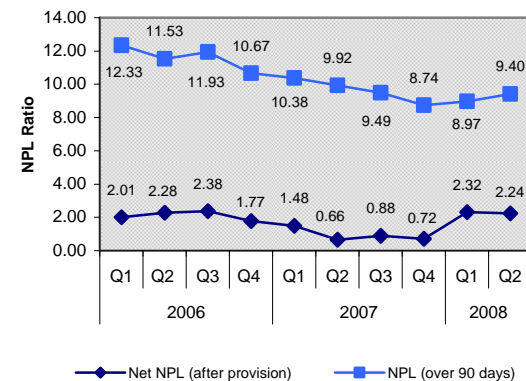 14.00
12.00
10.00
8.00
6.00
4.00
2.00
0.00
NPL Ratio
12.33 11.53 11.93 10.67 10.38 9.92 9.49 8.74 8.97 9.40
2.01 2.28 2.38 1.77 1.48 0.66 0.88 0.72 2.32 2.24
Q1 Q2 Q3 Q4 Q1 Q2 Q3 Q4 Q1 Q2
2006 2007 2008
Net NPL (after provision) NPL (over 90 days)